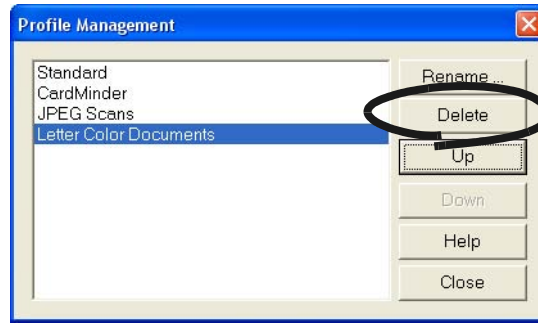 Profile Management
Standard
CardMinder
JPEG Scans
Letter Color Documents
Rename ...
Delete
Up
Down
Help
Close